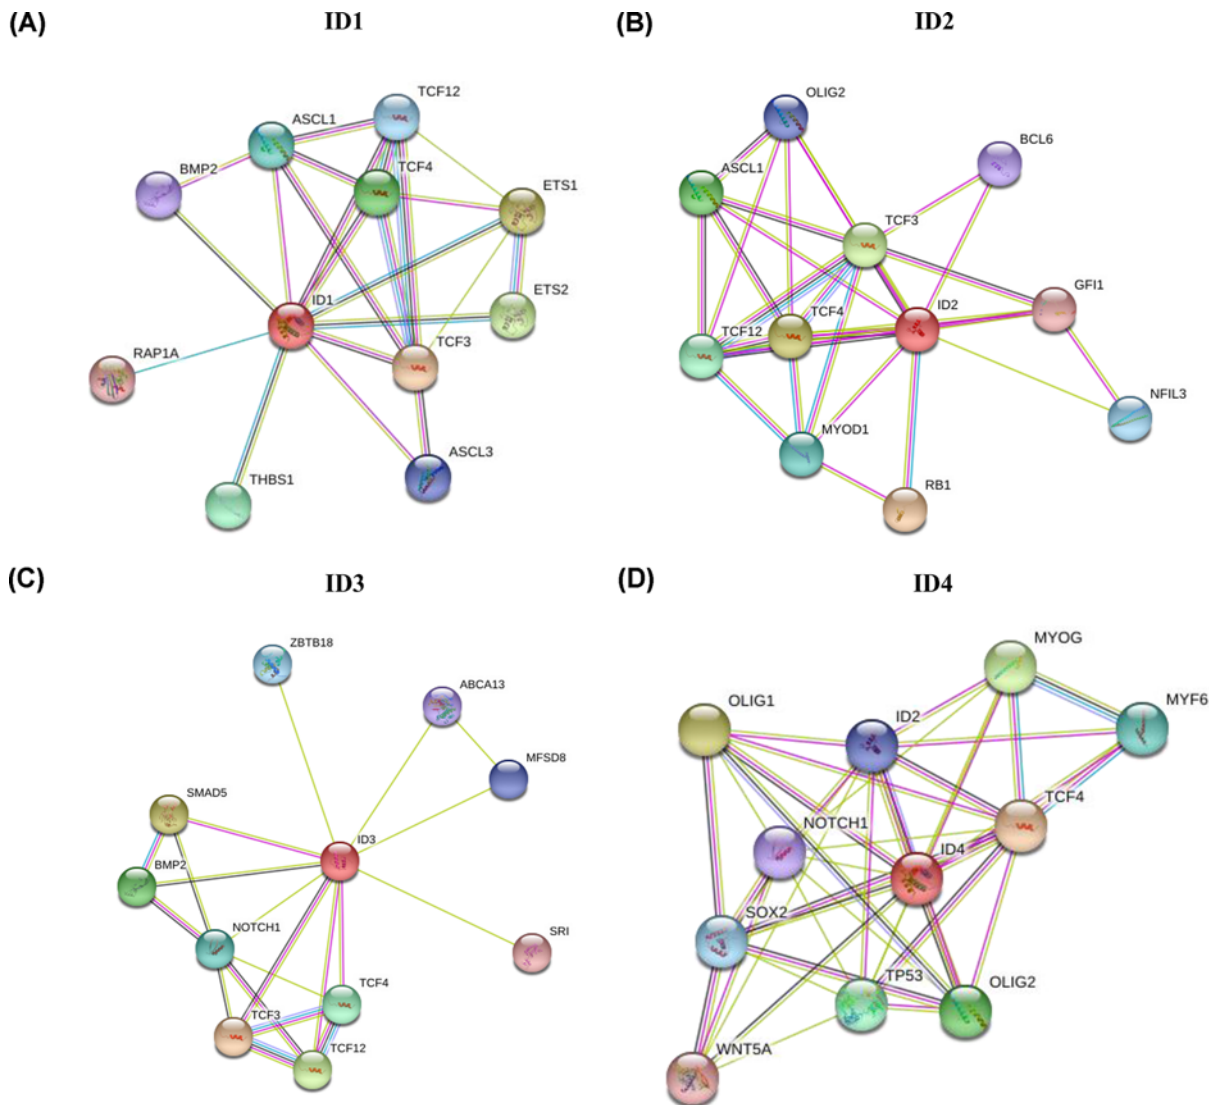 (A) ID1
TCF12
ASCL1
TCF4
BMP2
ETS1
ID1
ETS2
TCF3
RAP1A
ASCL3
THBS1
(B) ID2
OLIG2
BCL6
ASCL1
TCF3
GFI1
ID2
TCF4
TCF12
NFIL3
MYOD1
RB1
(C) ID3
ZBTB18
ABCA13
MFSD8
SMAD5
ID3
BMP2
NOTCH1
SRI
TCF4
TCF3
TCF12
(D) ID4
MYOG
OLIG1
ID2
MYF6
TCF4
NOTCH1
ID4
SOX2
TP53
OLIG2
WNT5A